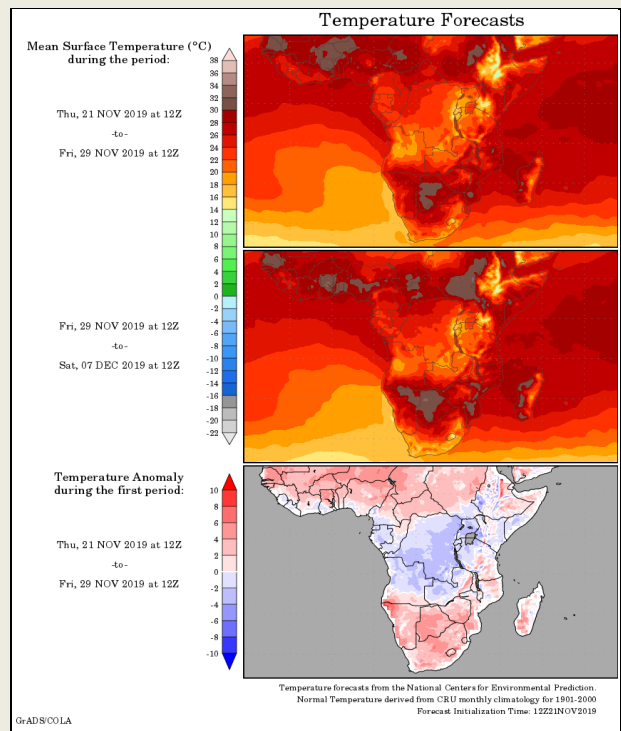 Temperature Forecasts
Mean Surface Temperature (°C)
during the period:
Thu, 21 NOV 2019 at 12Z
-to-
Fri, 29 NOV 2019 at 12Z
38
36
34
32
30
28
26
24
22
20
18
16
14
12
10
8
6
4
2
0
-2
-4
-6
-8
-10
-12
-14
-16
-18
-20
-22
Fri, 29 NOV 2019 at 12Z
-to-
Sat, 07 DEC 2019 at 12Z
Temperature Anomaly
during the first period:
Thu, 21 NOV 2019 at 12Z
-to-
Fri, 29 NOV 2019 at 12Z
10
8
6
4
2
0
-2
-4
-6
-8
-10
Temperature forecasts from the National Centers for Environmental Prediction.
Normal Temperature derived from CRU monthly climatology for 1901-2000
Forecast Initialization Time: 12Z21NOV2019
GrADS/COLA